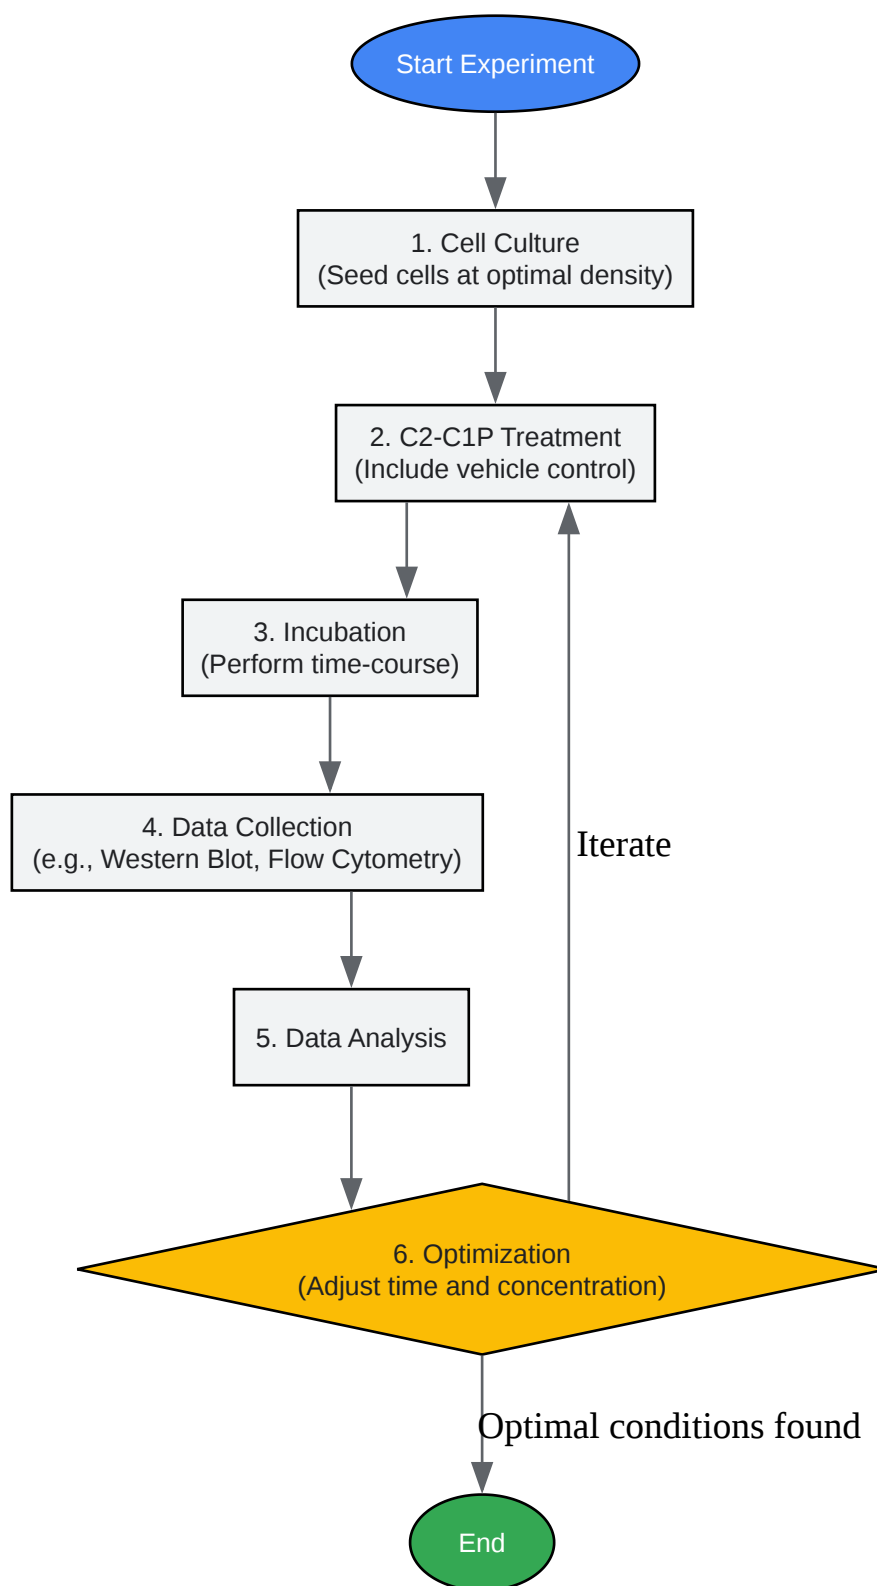 Start Experiment
1. Cell Culture
(Seed cells at optimal density)
2. C2-C1P Treatment
(Include vehicle control)
3. Incubation
(Perform time-course)
4. Data Collection
(e.g., Western Blot, Flow Cytometry)
Iterate
5. Data Analysis
6. Optimization
(Adjust time and concentration)
Optimal conditions found
End